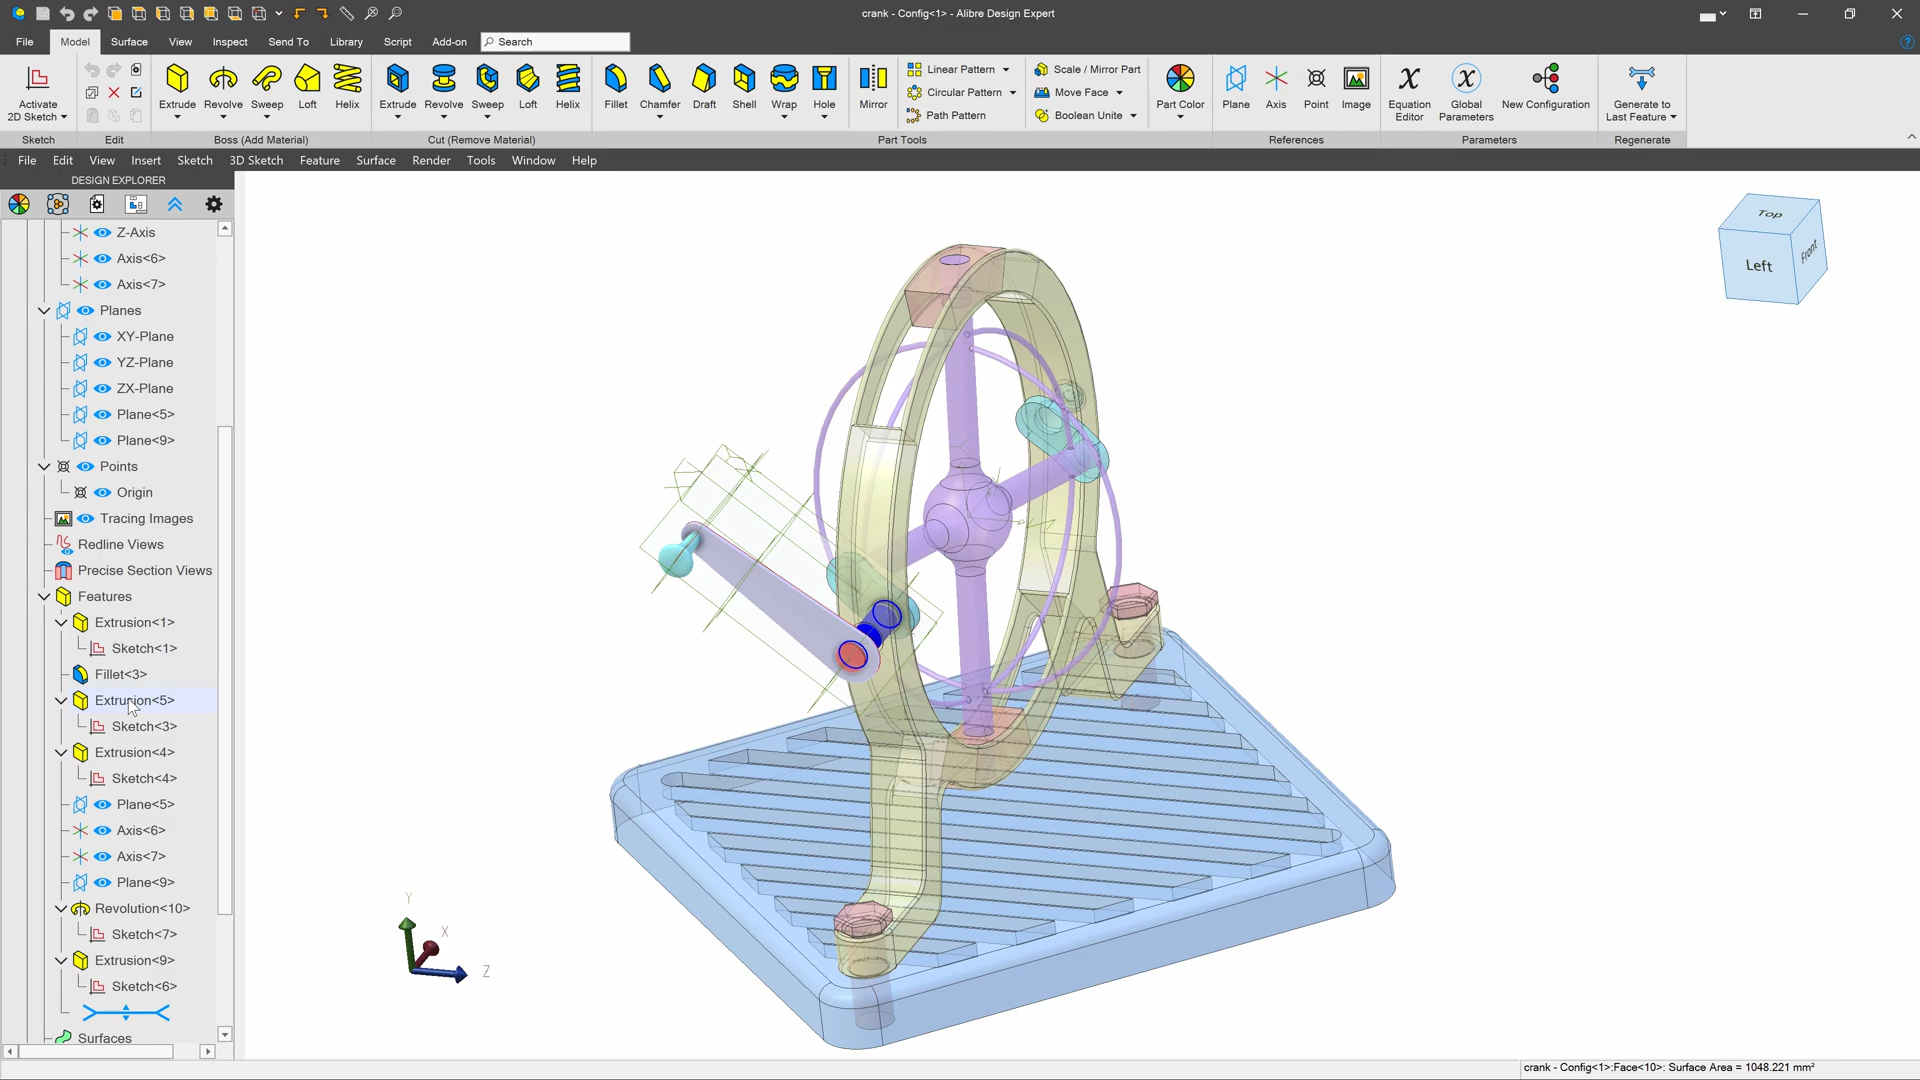 crank - Config<1> - Alibre Design Expert
File Model Surface View Inspect Send To Library Script Add-on Search
Activate 2D Sketch
Extrude Revolve Sweep Loft Helix
Extrude Revolve Sweep Loft Helix
Fillet Chamfer Draft Shell Wrap Hole Mirror
Linear Pattern
Circular Pattern
Path Pattern
Scale / Mirror Part
Move Face
Boolean Unite
Part Color
Plane Axis Point Image
Equation Editor
Global Parameters
New Configuration
Generate to Last Feature
Sketch Edit Boss (Add Material) Cut (Remove Material) Part Tools References Parameters Regenerate
File Edit View Insert Sketch 3D Sketch Feature Surface Render Tools Window Help
DESIGN EXPLORER
Z-Axis
Axis<6>
Axis<7>
Planes
XY-Plane
YZ-Plane
ZX-Plane
Plane<5>
Plane<9>
Points
Origin
Tracing Images
Redline Views
Precise Section Views
Features
Extrusion<1>
Sketch<1>
Fillet<3>
Extrusion<5>
Sketch<3>
Extrusion<4>
Sketch<4>
Plane<5>
Axis<6>
Axis<7>
Plane<9>
Revolution<10>
Sketch<7>
Extrusion<9>
Sketch<6>
Surfaces
Top
Left
Front
Y
X
Z
crank - Config<1>:Face<10>: Surface Area = 1048.221 mm²